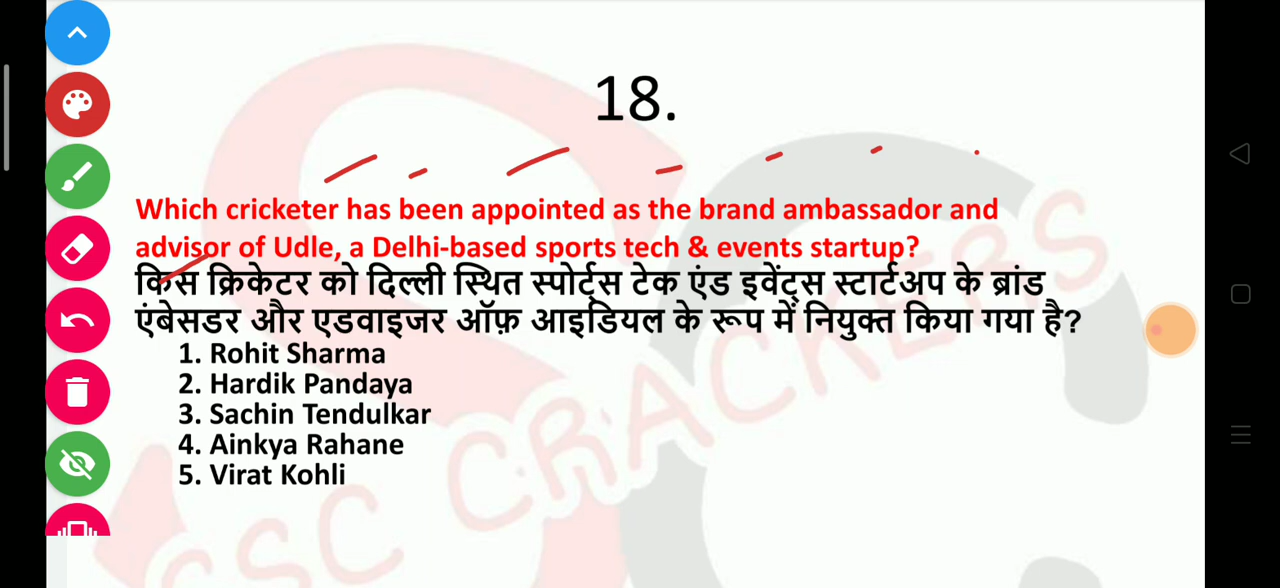 18.
Which cricketer has been appointed as the brand ambassador and
advisor of Udle, a Delhi-based sports tech & events startup?
किस क्रिकेटर को दिल्ली स्थित स्पोर्ट्स टेक एंड इवेंट्स स्टार्टअप के ब्रांड
एंबेसडर और एडवाइजर ऑफ़ आइडियल के रूप में नियुक्त किया गया है?
1. Rohit Sharma
2. Hardik Pandaya
3. Sachin Tendulkar
4. Ainkya Rahane
5. Virat Kohli
SSC CRACKERS